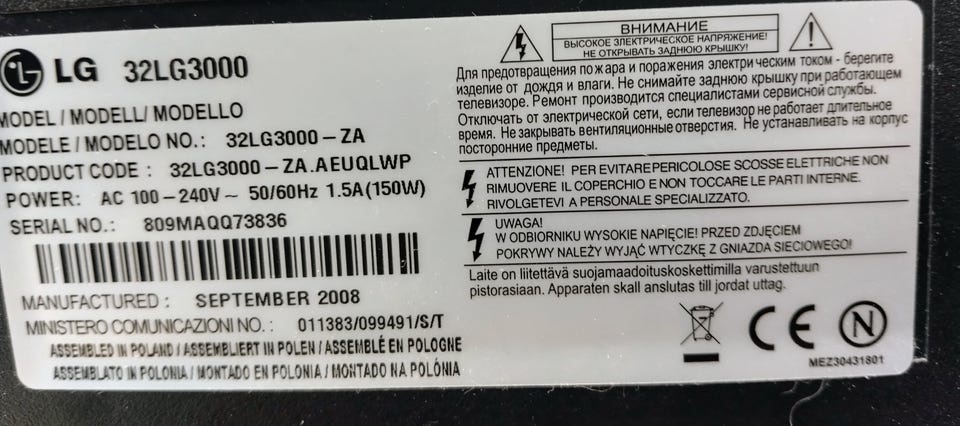 LG 32LG3000
MODEL / MODELL/ MODELLO
MODELE / MODELO NO.: 32LG3000-ZA
PRODUCT CODE : 32LG3000-ZA.AEUQLWP
POWER: AC 100-240V~ 50/60Hz 1.5A(150W)
SERIAL NO.: 809MAQQ73836
MANUFACTURED : SEPTEMBER 2008
MINISTERO COMUNICAZIONI NO.: 011383/099491/S/T
ASSEMBLED IN POLAND / ASSEMBLIERT IN POLEN / ASSEMBLÉ EN POLOGNE
ASSEMBLATO IN POLONIA / MONTADO EN POLONIA / MONTADO NA POLÓNIA
ВНИМАНИЕ
ВЫСОКОЕ ЭЛЕКТРИЧЕСКОЕ НАПРЯЖЕНИЕ!
НЕ ОТКРЫВАТЬ ЗАДНЮЮ КРЫШКУ!
Для предотвращения пожара и поражения электрическим током - берегите
изделие от дождя и влаги. Не снимайте заднюю крышку при работающем
телевизоре. Ремонт производится специалистами сервисной службы.
Отключать от электрической сети, если телевизор не работает длительное
время. Не закрывать вентиляционные отверстия. Не устанавливать на корпус
посторонние предметы.
ATTENZIONE! PER EVITARE PERICOLOSE SCOSSE ELETTRICHE NON
RIMUOVERE IL COPERCHIO E NON TOCCARE LE PARTI INTERNE.
RIVOLGETEVI A PERSONALE SPECIALIZZATO.
UWAGA!
W ODBIORNIKU WYSOKIE NAPIĘCIE! PRZED ZDJĘCIEM
POKRYWY NALEŻY WYJĄĆ WTYCZKĘ Z GNIAZDA SIECIOWEGO!
Laite on liitettävä suojamaadoituskoskettimilla varustettuun
pistorasiaan. Apparaten skall anslutas till jordat uttag.
CE N
MEZ30431801